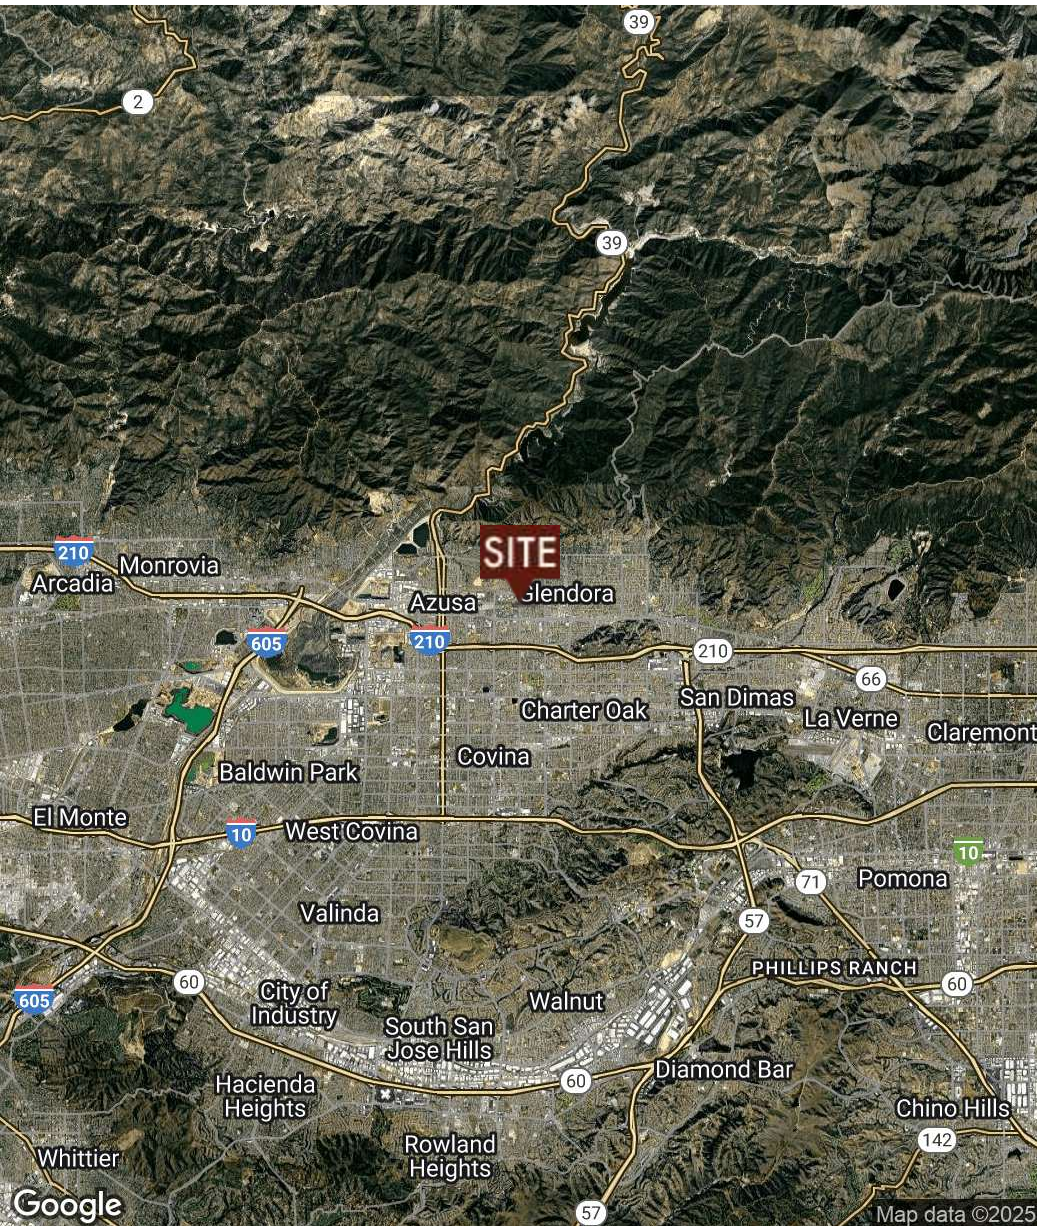 39
2
39
SITE
210
Monrovia
Arcadia
Glendora
Azusa
605
210
210
66
San Dimas
Charter Oak
La Verne
Claremont
Covina
Baldwin Park
El Monte
10
West Covina
10
71
Pomona
Valinda
57
PHILLIPS RANCH
60
60
605
City of
Industry
Walnut
South San
Jose Hills
Diamond Bar
60
Hacienda
Heights
Chino Hills
142
Rowland
Heights
Whittier
Google
57
Map data ©2025